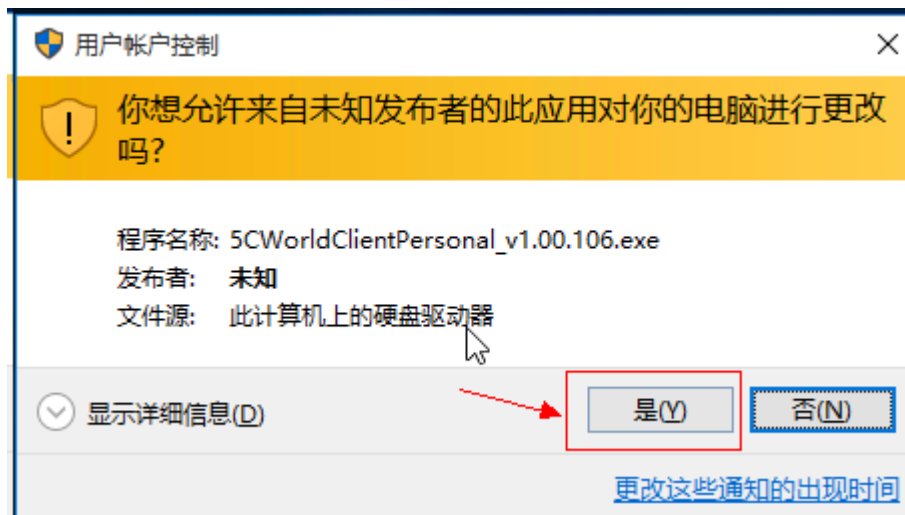 用户帐户控制
你想允许来自未知发布者的此应用对你的电脑进行更改
吗?
程序名称: 5CWorldClientPersonal_v1.00.106.exe
发布者: 未知
文件源: 此计算机上的硬盘驱动器
显示详细信息(D)
是(Y)
否(N)
更改这些通知的出现时间